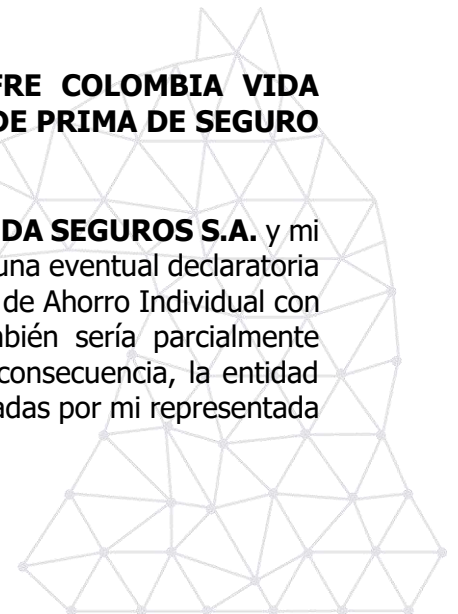 FRE COLOMBIA VIDA
DE PRIMA DE SEGURO
DA SEGUROS S.A. y mi
una eventual declaratoria
de Ahorro Individual con
mbién sería parcialmente
consecuencia, la entidad
adas por mi representada